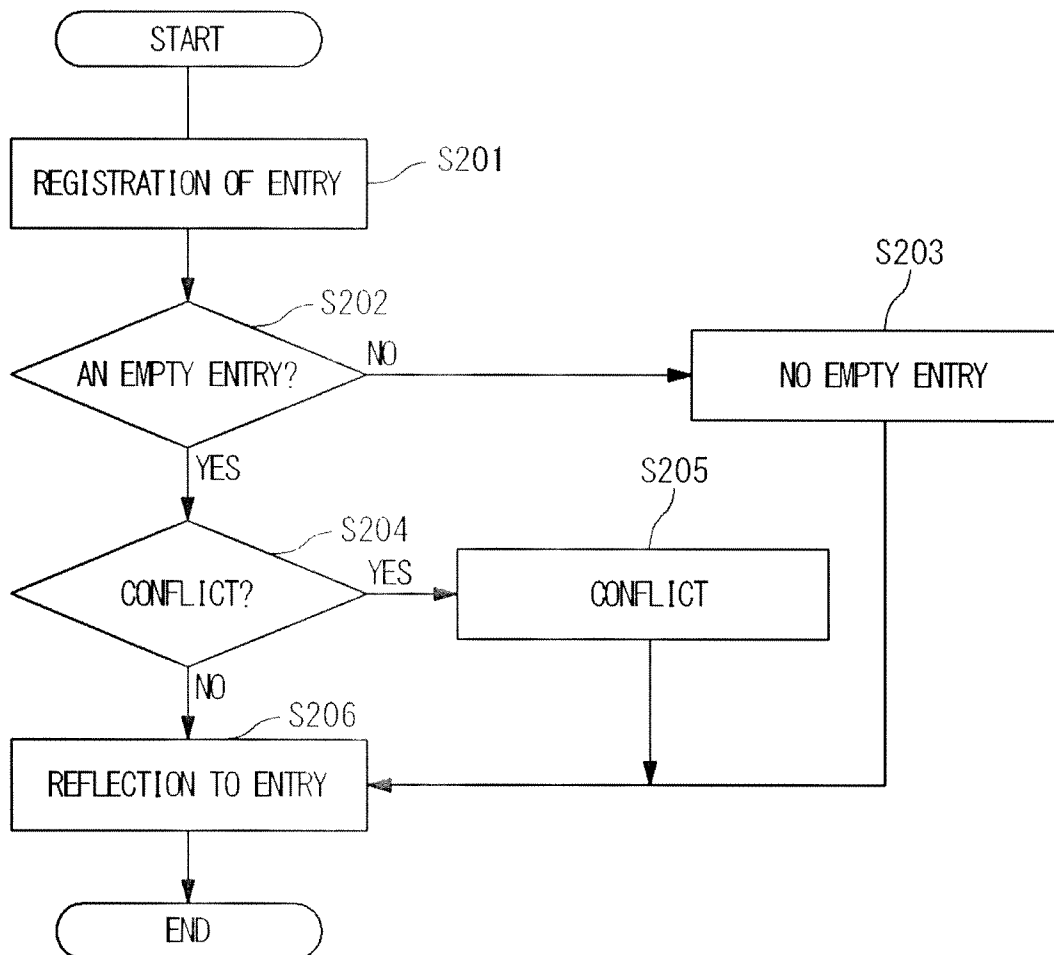 START
S201
REGISTRATION OF ENTRY
S203
S202
AN EMPTY ENTRY?
NO
NO EMPTY ENTRY
YES
S205
S204
CONFLICT?
YES
CONFLICT
NO
S206
REFLECTION TO ENTRY
END